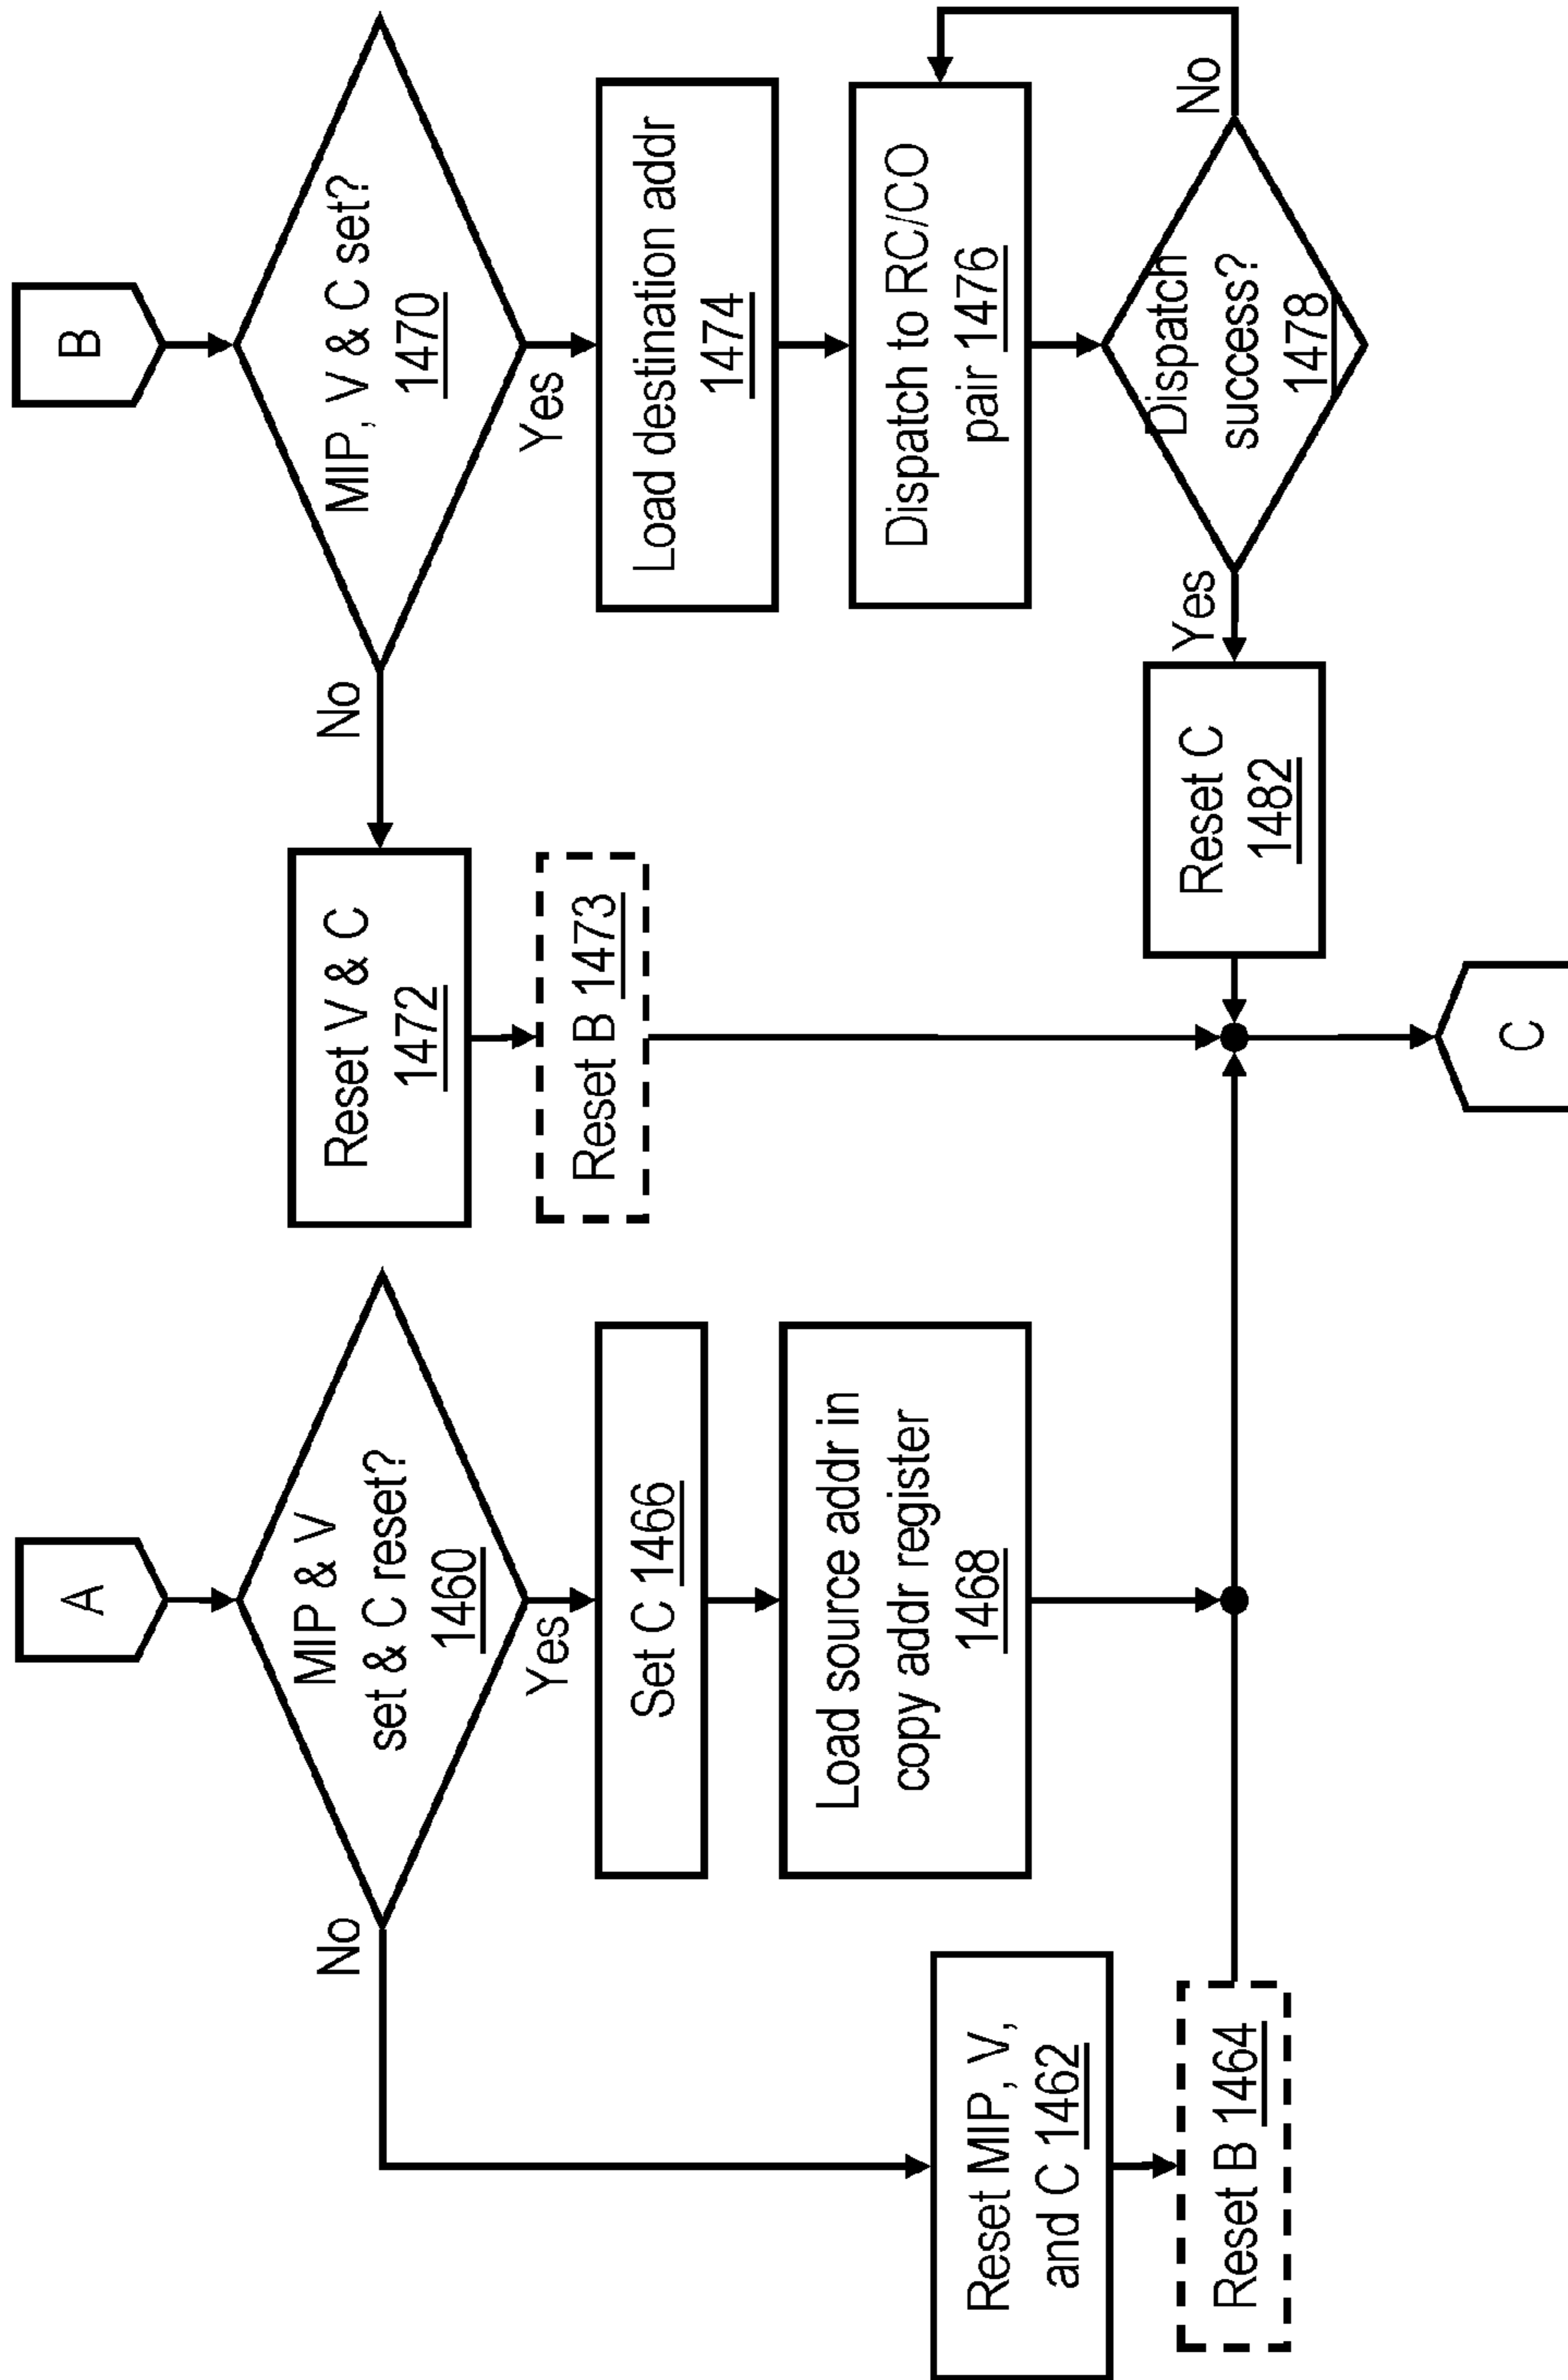 A
MIP & V
set & C reset?
1460
No
Yes
Reset MIP, V,
and C 1462
Reset B 1464
Set C 1466
Load source addr in
copy addr register
1468
B
MIP, V & C set?
1470
No
Yes
Reset V & C
1472
Reset B 1473
Load destination addr
1474
Dispatch to RC/CO
pair 1476
Dispatch
success?
1478
No
Yes
Reset C
1482
C